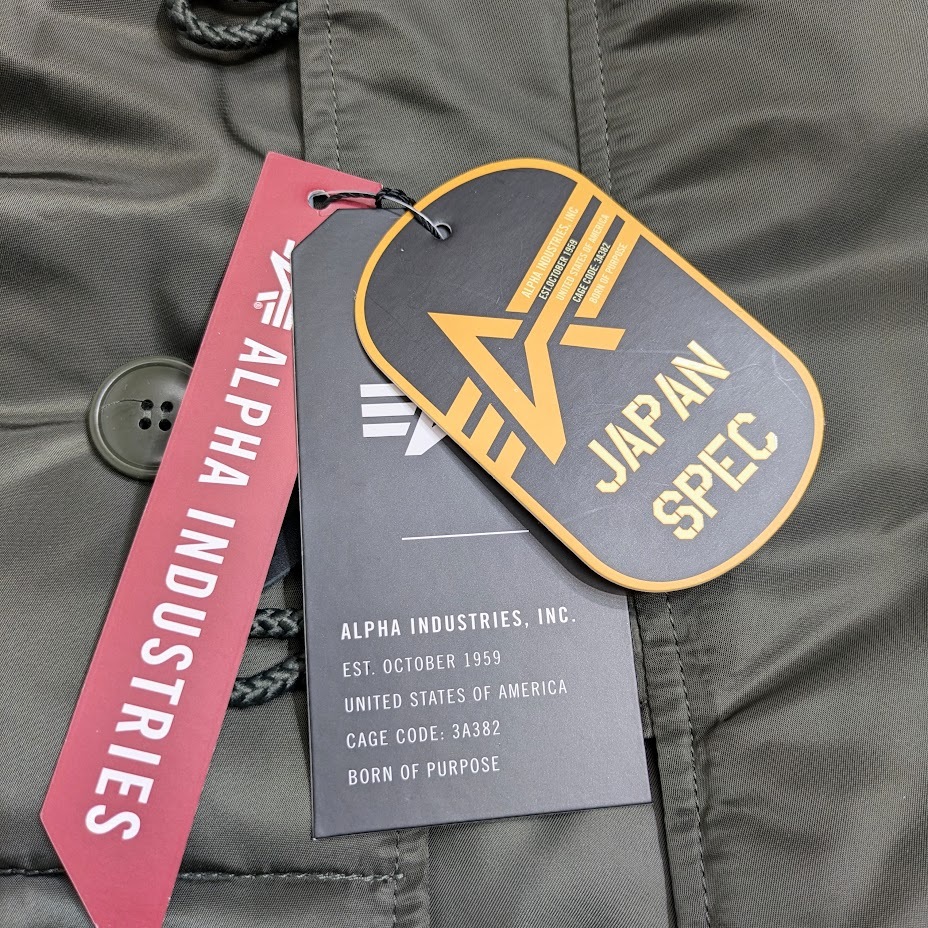 ALPHA INDUSTRIES
®
ALPHA INDUSTRIES, INC.
EST. OCTOBER 1959
UNITED STATES OF AMERICA
CAGE CODE: 3A382
BORN OF PURPOSE
ALPHA INDUSTRIES, INC
EST.OCTOBER 1959
UNITED STATES OF AMERICA
CAGE CODE: 3A382
BORN OF PURPOSE
JAPAN
SPEC